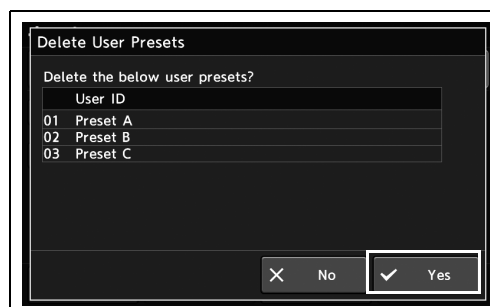 Delete User Presets
Delete the below user presets?
User ID
01 Preset A
02 Preset B
03 Preset C
No Yes